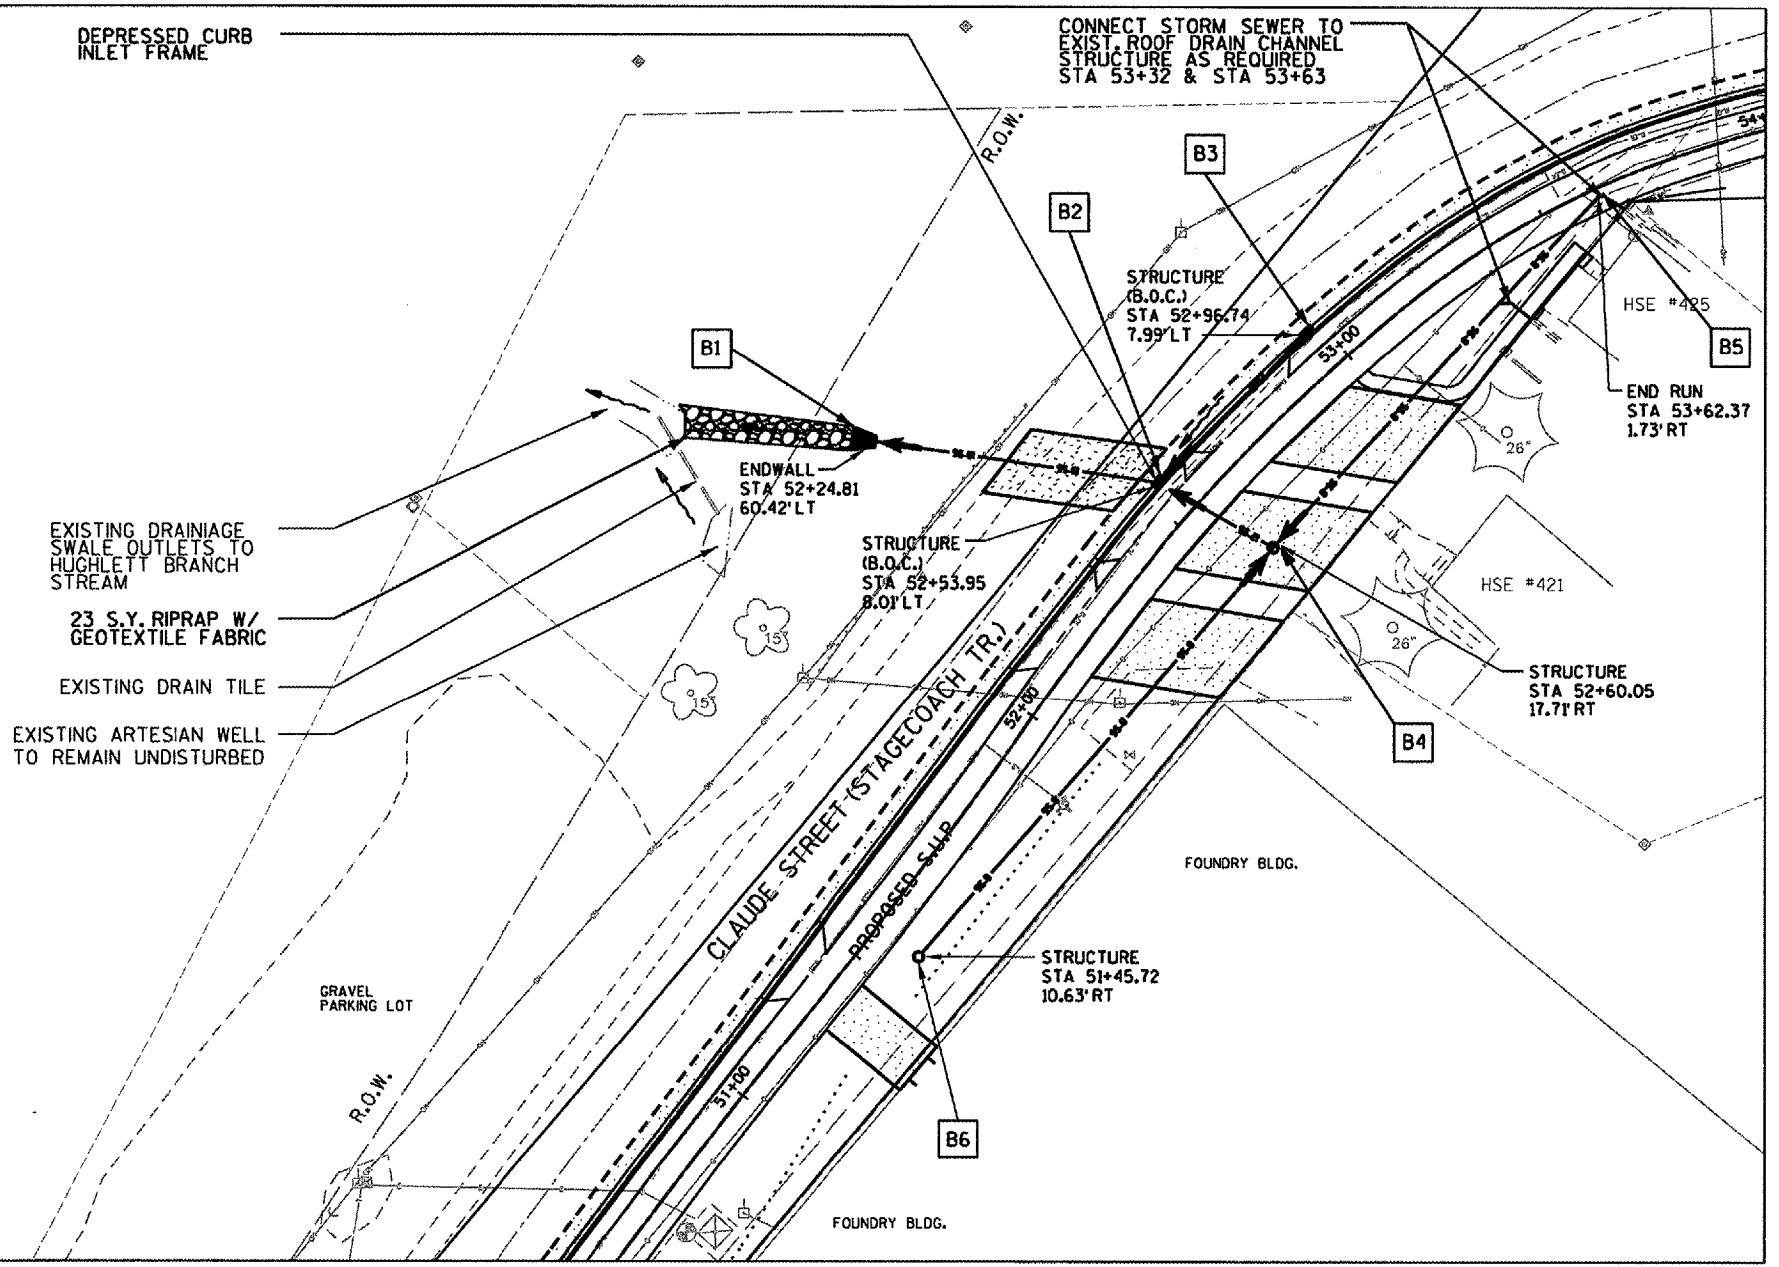 DEPRESSED CURB
INLET FRAME
CONNECT STORM SEWER TO
EXIST. ROOF DRAIN CHANNEL
STRUCTURE AS REQUIRED
STA 53+32 & STA 53+63
R.O.W.
B3
B2
STRUCTURE
(B.O.C.)
STA 52+96.74
7.99' LT
53+00
HSE #425
B5
B1
END RUN
STA 53+62.37
1.73' RT
26"
ENDWALL
STA 52+24.81
60.42' LT
EXISTING DRAINIAGE
SWALE OUTLETS TO
HUGHLETT BRANCH
STREAM
STRUCTURE
(B.O.C.)
STA 52+53.95
8.01' LT
HSE #421
23 S.Y. RIPRAP W/
GEOTEXTILE FABRIC
15"
26"
EXISTING DRAIN TILE
15"
STRUCTURE
STA 52+60.05
17.71' RT
EXISTING ARTESIAN WELL
TO REMAIN UNDISTURBED
52+00
B4
CLAUDE STREET (STAGECOACH TR.)
PROPOSED S.U.P.
FOUNDRY BLDG.
STRUCTURE
STA 51+45.72
10.63' RT
GRAVEL
PARKING LOT
R.O.W.
51+00
B6
FOUNDRY BLDG.